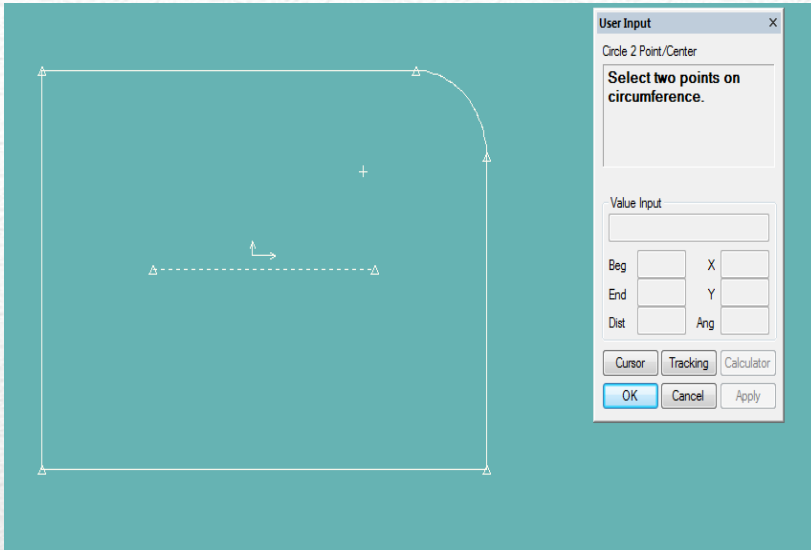 User Input X
Circle 2 Point/Center
Select two points on
circumference.
Value Input
Beg X
End Y
Dist Ang
Cursor Tracking Calculator
OK Cancel Apply